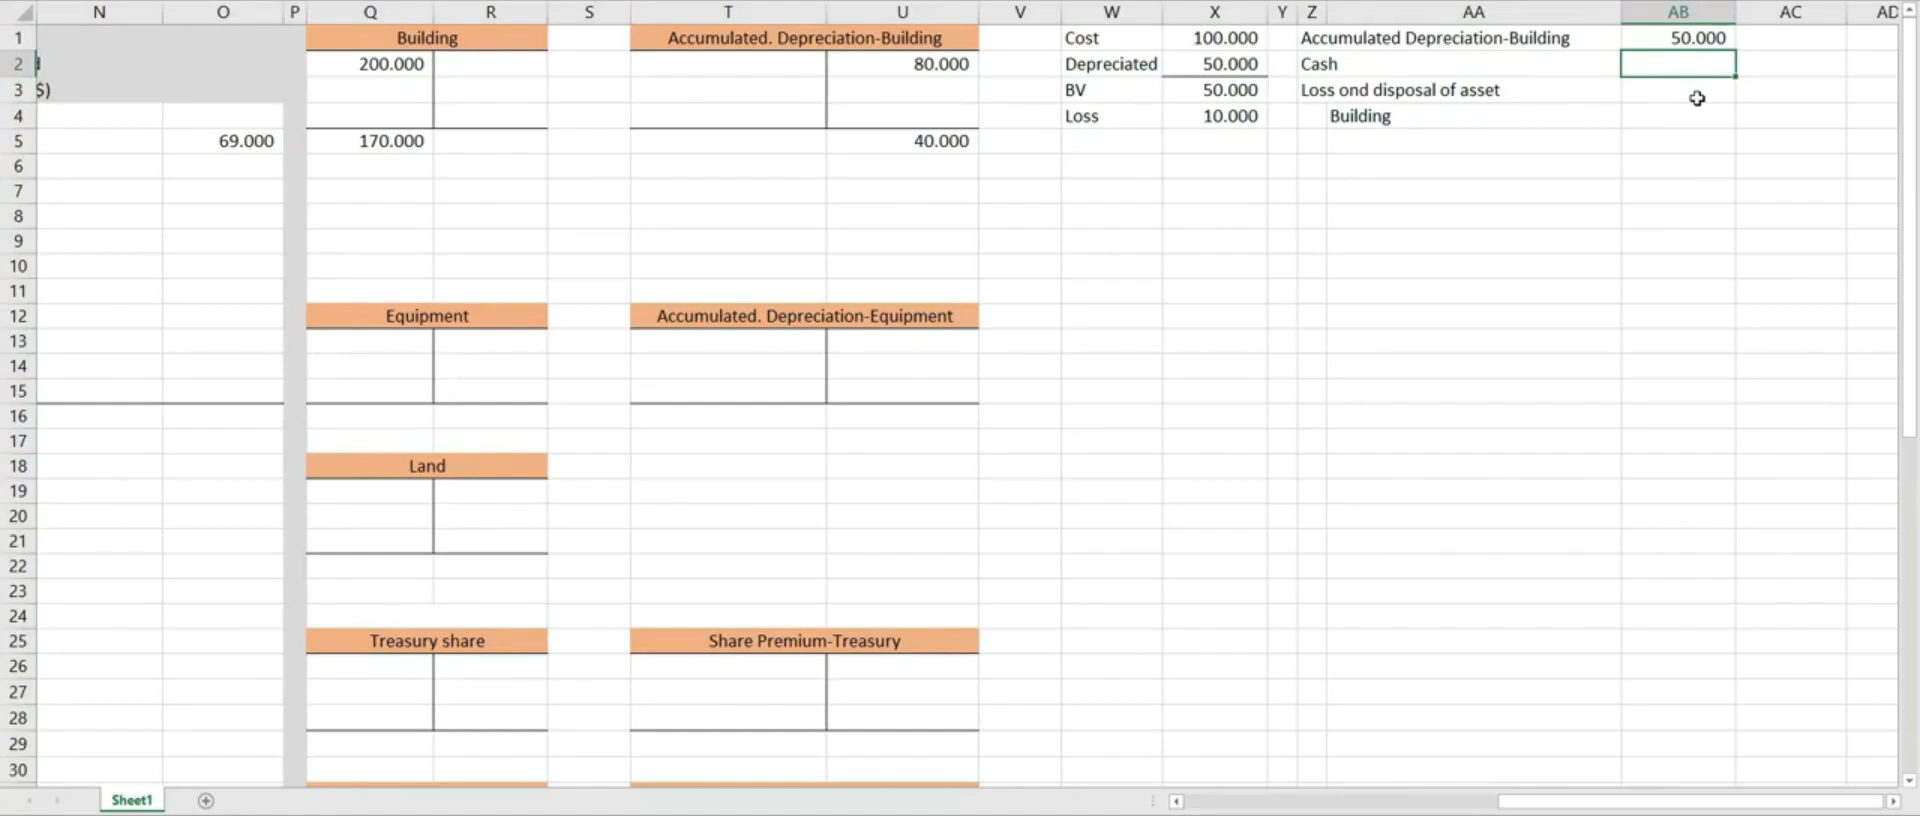 N O P Q R S T U V W X Y Z AA AB AC AD
1 Building Accumulated. Depreciation-Building Cost 100.000 Accumulated Depreciation-Building 50.000
2 200.000 80.000 Depreciated 50.000 Cash
3 $) BV 50.000 Loss ond disposal of asset
4 Loss 10.000 Building
5 69.000 170.000 40.000
6
7
8
9
10
11
12 Equipment Accumulated. Depreciation-Equipment
13
14
15
16
17
18 Land
19
20
21
22
23
24
25 Treasury share Share Premium-Treasury
26
27
28
29
30
Sheet1